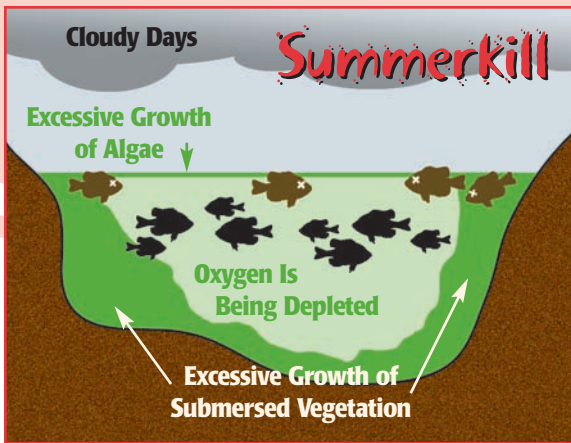 Cloudy Days
Summerkill
Excessive Growth
of Algae
Oxygen Is
Being Depleted
Excessive Growth of
Submersed Vegetation